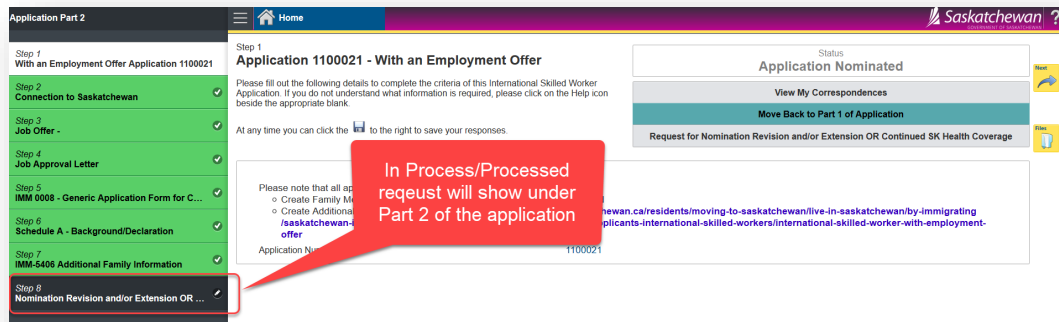 Application Part 2
Home
Saskatchewan
GOVERNMENT OF SASKATCHEWAN
?
Step 1
With an Employment Offer Application 1100021
Step 2
Connection to Saskatchewan
Step 3
Job Offer -
Step 4
Job Approval Letter
Step 5
IMM 0008 - Generic Application Form for C...
Step 6
Schedule A - Background/Declaration
Step 7
IMM-5406 Additional Family Information
Step 8
Nomination Revision and/or Extension OR ...
Step 1
Application 1100021 - With an Employment Offer
Please fill out the following details to complete the criteria of this International Skilled Worker
Application. If you do not understand what information is required, please click on the Help icon
beside the appropriate blank.
At any time you can click the to the right to save your responses.
Status
Application Nominated
View My Correspondences
Move Back to Part 1 of Application
Request for Nomination Revision and/or Extension OR Continued SK Health Coverage
Next
Files
In Process/Processed
reqeust will show under
Part 2 of the application
Please note that all ap
Create Family M
Create Additional hewan.ca/residents/moving-to-saskatchewan/live-in-saskatchewan/by-immigrating
/saskatchewan-i plicants-international-skilled-workers/international-skilled-worker-with-employment-
offer
Application Nu 1100021